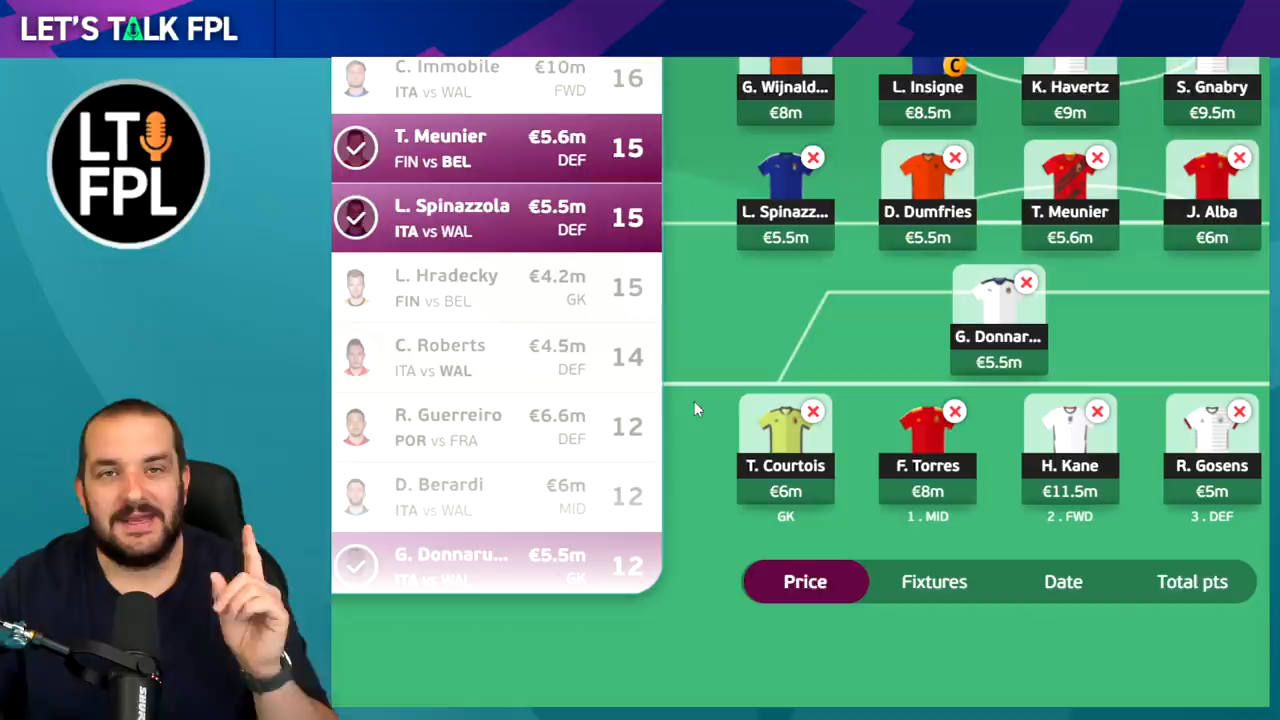 LET'S TALK FPL
LT
FPL
C. Immobile €10m 16
ITA vs WAL FWD
T. Meunier €5.6m 15
FIN vs BEL DEF
L. Spinazzola €5.5m 15
ITA vs WAL DEF
L. Hradecky €4.2m 15
FIN vs BEL GK
C. Roberts €4.5m 14
ITA vs WAL DEF
R. Guerreiro €6.6m 12
POR vs FRA DEF
D. Berardi €6m 12
ITA vs WAL MID
G. Donnaru... €5.5m 12
ITA vs WAL GK
C
G. Wijnald... L. Insigne K. Havertz S. Gnabry
€8m €8.5m €9m €9.5m
L. Spinazz... D. Dumfries T. Meunier J. Alba
€5.5m €5.5m €5.6m €6m
G. Donnar...
€5.5m
T. Courtois F. Torres H. Kane R. Gosens
€6m €8m €11.5m €5m
GK 1. MID 2. FWD 3. DEF
Price Fixtures Date Total pts
SHURE